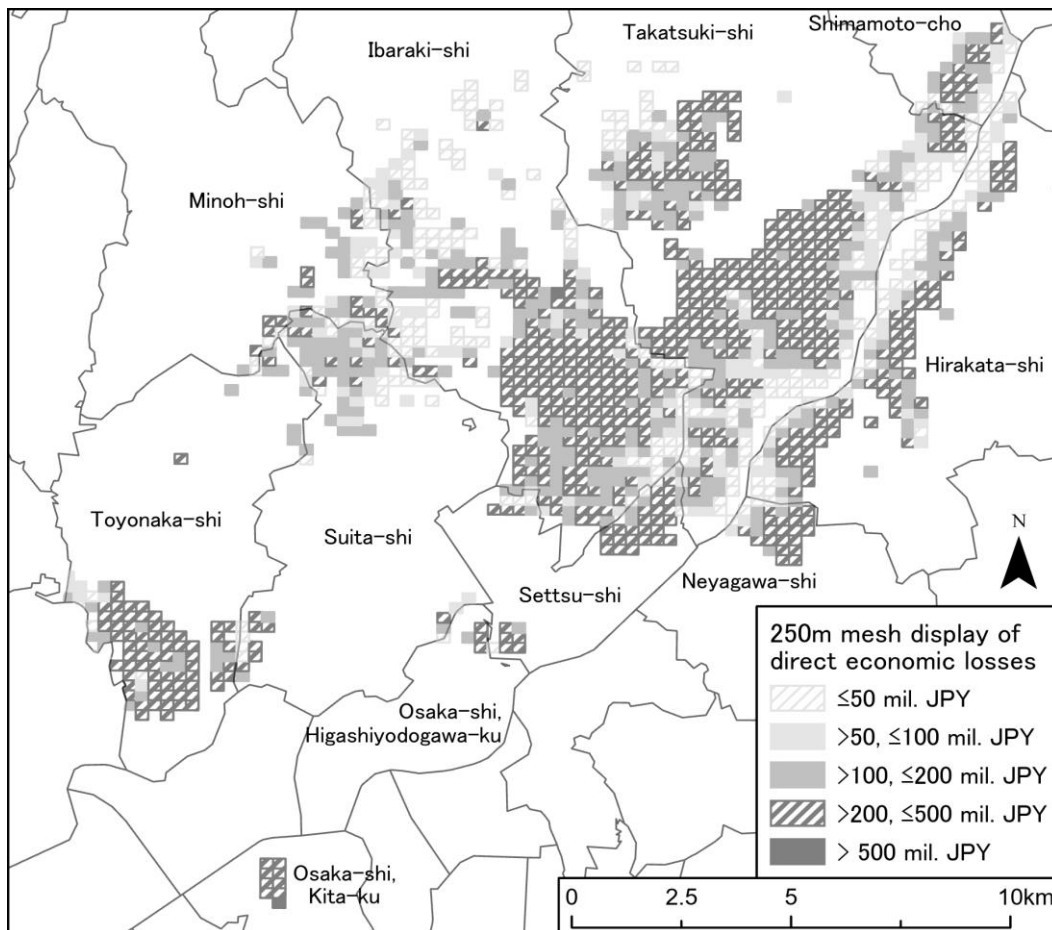 Shimamoto-cho
Takatsuki-shi
Ibaraki-shi
Minoh-shi
Hirakata-shi
Toyonaka-shi
Suita-shi
N
Settsu-shi
Neyagawa-shi
Osaka-shi,
Higashiyodogawa-ku
Osaka-shi,
Kita-ku
250m mesh display of
direct economic losses
≤50 mil. JPY
>50, ≤100 mil. JPY
>100, ≤200 mil. JPY
>200, ≤500 mil. JPY
> 500 mil. JPY
0 2.5 5 10km